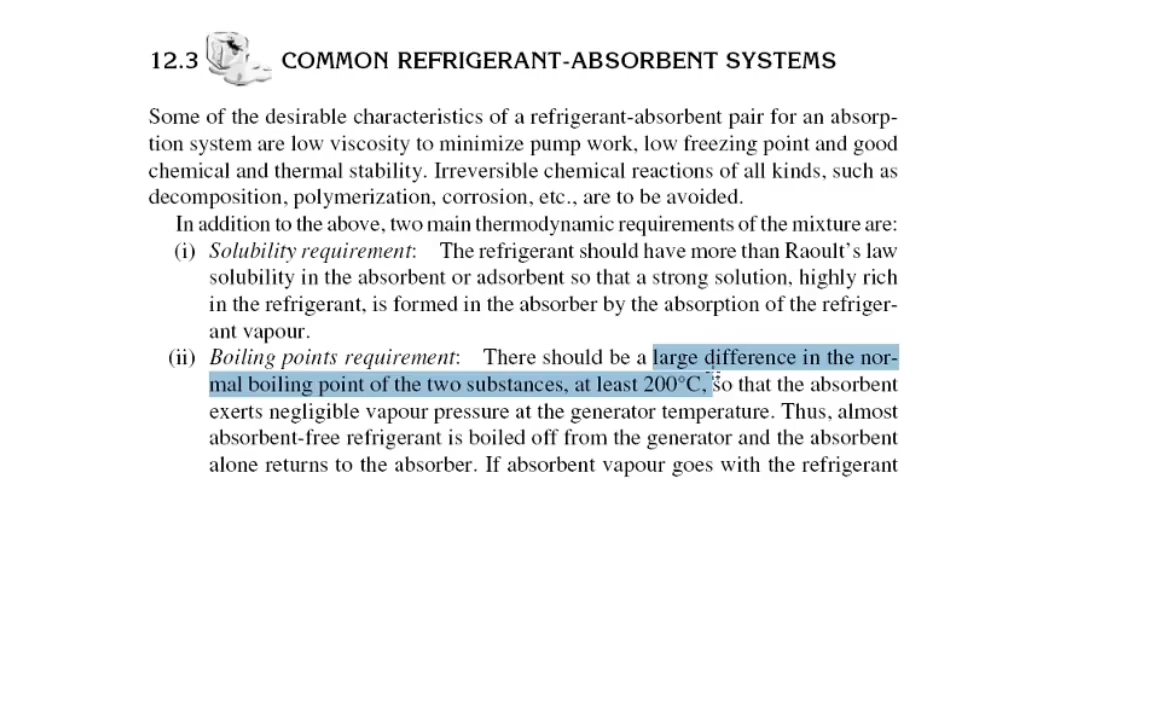 12.3 COMMON REFRIGERANT-ABSORBENT SYSTEMS
Some of the desirable characteristics of a refrigerant-absorbent pair for an absorp-
tion system are low viscosity to minimize pump work, low freezing point and good
chemical and thermal stability. Irreversible chemical reactions of all kinds, such as
decomposition, polymerization, corrosion, etc., are to be avoided.
In addition to the above, two main thermodynamic requirements of the mixture are:
(i) Solubility requirement: The refrigerant should have more than Raoult's law
solubility in the absorbent or adsorbent so that a strong solution, highly rich
in the refrigerant, is formed in the absorber by the absorption of the refriger-
ant vapour.
(ii) Boiling points requirement: There should be a large difference in the nor-
mal boiling point of the two substances, at least 200°C, so that the absorbent
exerts negligible vapour pressure at the generator temperature. Thus, almost
absorbent-free refrigerant is boiled off from the generator and the absorbent
alone returns to the absorber. If absorbent vapour goes with the refrigerant